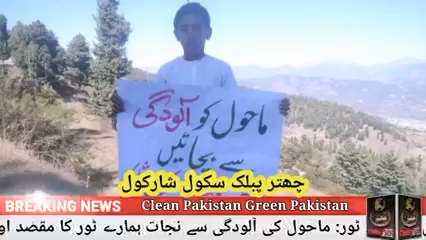 ماحول کو آلودگی
سے بچائیں
چھتر پبلک سکول شارکول
BREAKING NEWS
Clean Pakistan Green Pakistan
ٹور: ماحول کی آلودگی سے نجات ہمارے ٹور کا مقصد او